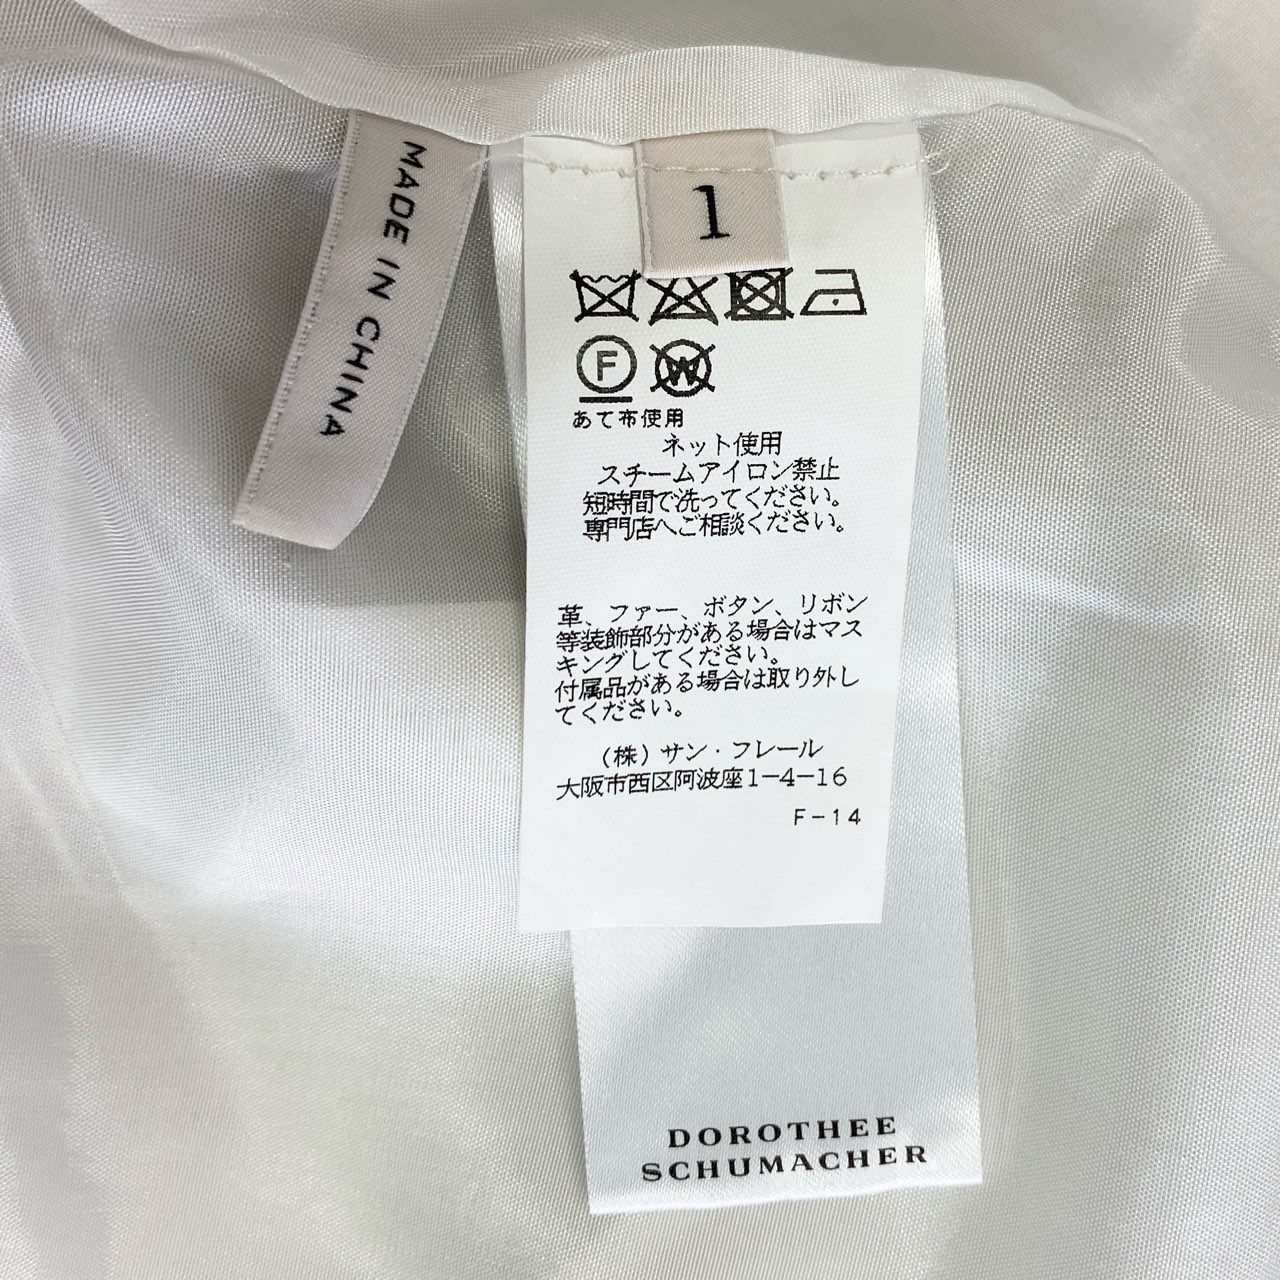 MADE IN CHINA
1
F
W
あて布使用
ネット使用
スチームアイロン禁止
短時間で洗ってください。
専門店へご相談ください。
革、ファー、ボタン、リボン
等装飾部分がある場合はマス
キングしてください。
付属品がある場合は取り外し
てください。
(株)サン・フレール
大阪市西区阿波座1-4-16
F-14
DOROTHEE
SCHUMACHER